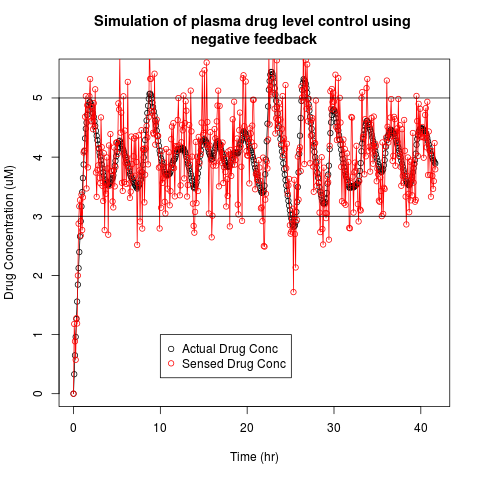 Simulation of plasma drug level control using
negative feedback
Drug Concentration (uM)
5
4
3
2
1
0
Actual Drug Conc
Sensed Drug Conc
0 10 20 30 40
Time (hr)